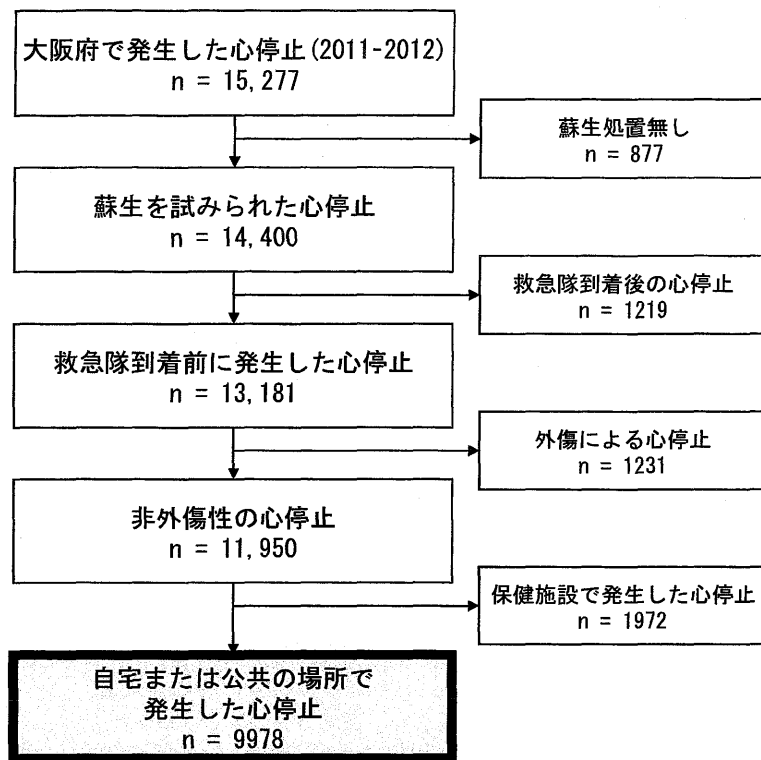 大阪府で発生した心停止(2011-2012)
n = 15,277
蘇生処置無し
n = 877
蘇生を試みられた心停止
n = 14,400
救急隊到着後の心停止
n = 1219
救急隊到着前に発生した心停止
n = 13,181
外傷による心停止
n = 1231
非外傷性の心停止
n = 11,950
保健施設で発生した心停止
n = 1972
自宅または公共の場所で
発生した心停止
n = 9978